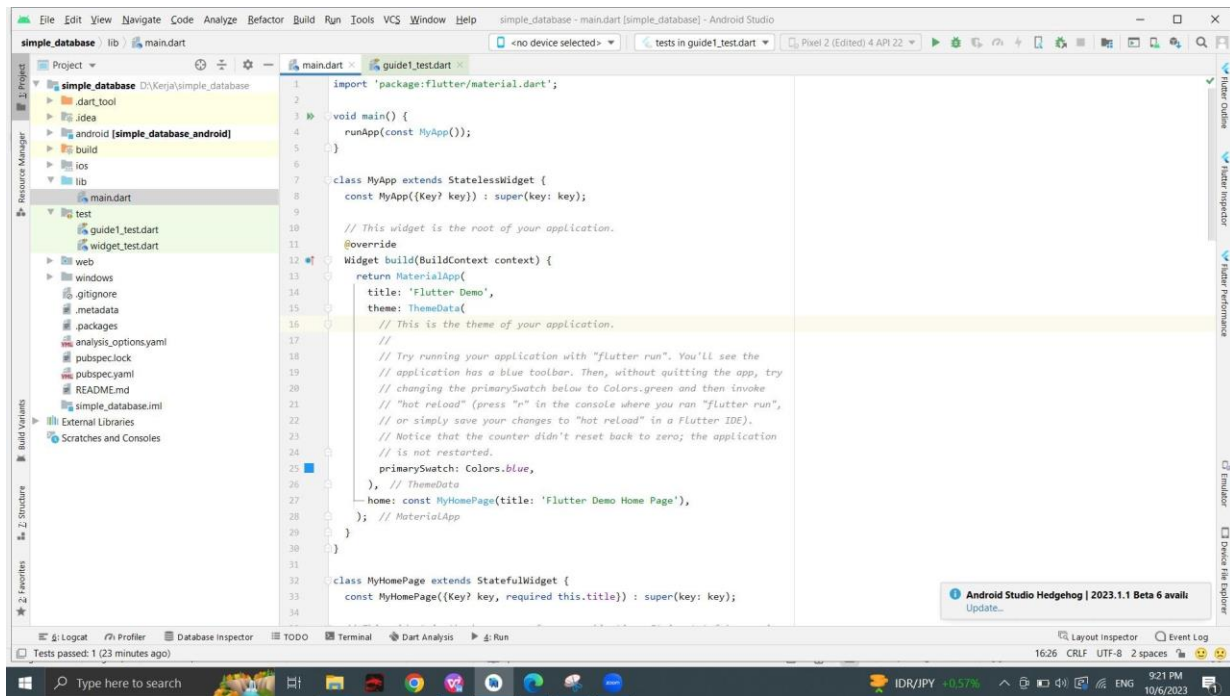 File Edit View Navigate Code Analyze Refactor Build Run Tools VCS Window Help simple_database - main.dart [simple_database] - Android Studio
simple_database lib main.dart <no device selected> tests in guide1_test.dart Pixel 2 (Edited) 4 API 22
Project main.dart guide1_test.dart
1: Project
Resource Manager
Build Variants
Z: Structure
2: Favorites
simple_database D:\Kerja\simple_database
.dart_tool
.idea
android [simple_database_android]
build
ios
lib
main.dart
test
guide1_test.dart
widget_test.dart
web
windows
.gitignore
.metadata
.packages
analysis_options.yaml
pubspec.lock
pubspec.yaml
README.md
simple_database.iml
External Libraries
Scratches and Consoles
1 import 'package:flutter/material.dart';
2
3 void main() {
4 runApp(const MyApp());
5 }
6
7 class MyApp extends StatelessWidget {
8 const MyApp({Key? key}) : super(key: key);
9
10 // This widget is the root of your application.
11 @override
12 Widget build(BuildContext context) {
13 return MaterialApp(
14 title: 'Flutter Demo',
15 theme: ThemeData(
16 // This is the theme of your application.
17 //
18 // Try running your application with "flutter run". You'll see the
19 // application has a blue toolbar. Then, without quitting the app, try
20 // changing the primarySwatch below to Colors.green and then invoke
21 // "hot reload" (press "r" in the console where you ran "flutter run",
22 // or simply save your changes to "hot reload" in a Flutter IDE).
23 // Notice that the counter didn't reset back to zero; the application
24 // is not restarted.
25 primarySwatch: Colors.blue,
26 ), // ThemeData
27 home: const MyHomePage(title: 'Flutter Demo Home Page'),
28 ); // MaterialApp
29 }
30 }
31
32 class MyHomePage extends StatefulWidget {
33 const MyHomePage({Key? key, required this.title}) : super(key: key);
34
Flutter Outline
Flutter Inspector
Flutter Performance
Emulator
Device File Explorer
Android Studio Hedgehog | 2023.1.1 Beta 6 availa
Update...
6: Logcat Profiler Database Inspector TODO Terminal Dart Analysis 4: Run Layout Inspector Event Log
Tests passed: 1 (23 minutes ago) 16:26 CRLF UTF-8 2 spaces
Type here to search IDR/JPY +0,57% ENG 9:21 PM
10/6/2023